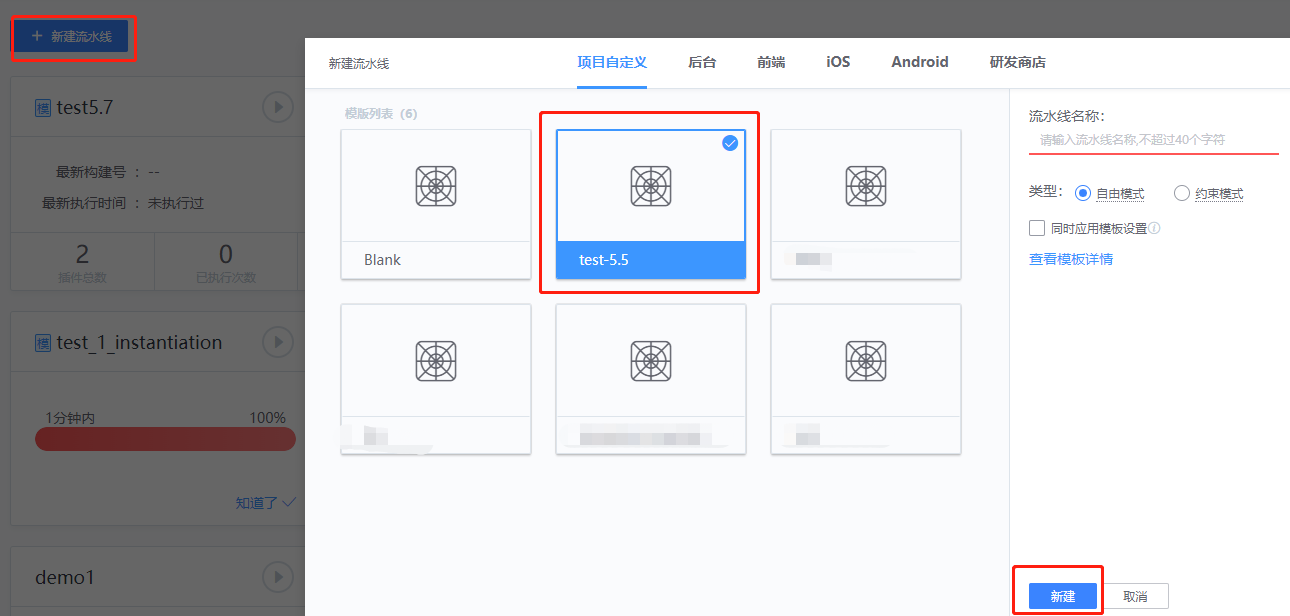 + 新建流水线
模 test5.7
最新构建号 : --
最新执行时间 : 未执行过
2
插件总数
0
已执行次数
模 test_1_instantiation
1分钟内 100%
知道了
demo1
新建流水线
项目自定义 后台 前端 iOS Android 研发商店
模版列表 (6)
Blank
test-5.5
流水线名称:
请输入流水线名称,不超过40个字符
类型: 自由模式 约束模式
同时应用模板设置
查看模板详情
新建 取消